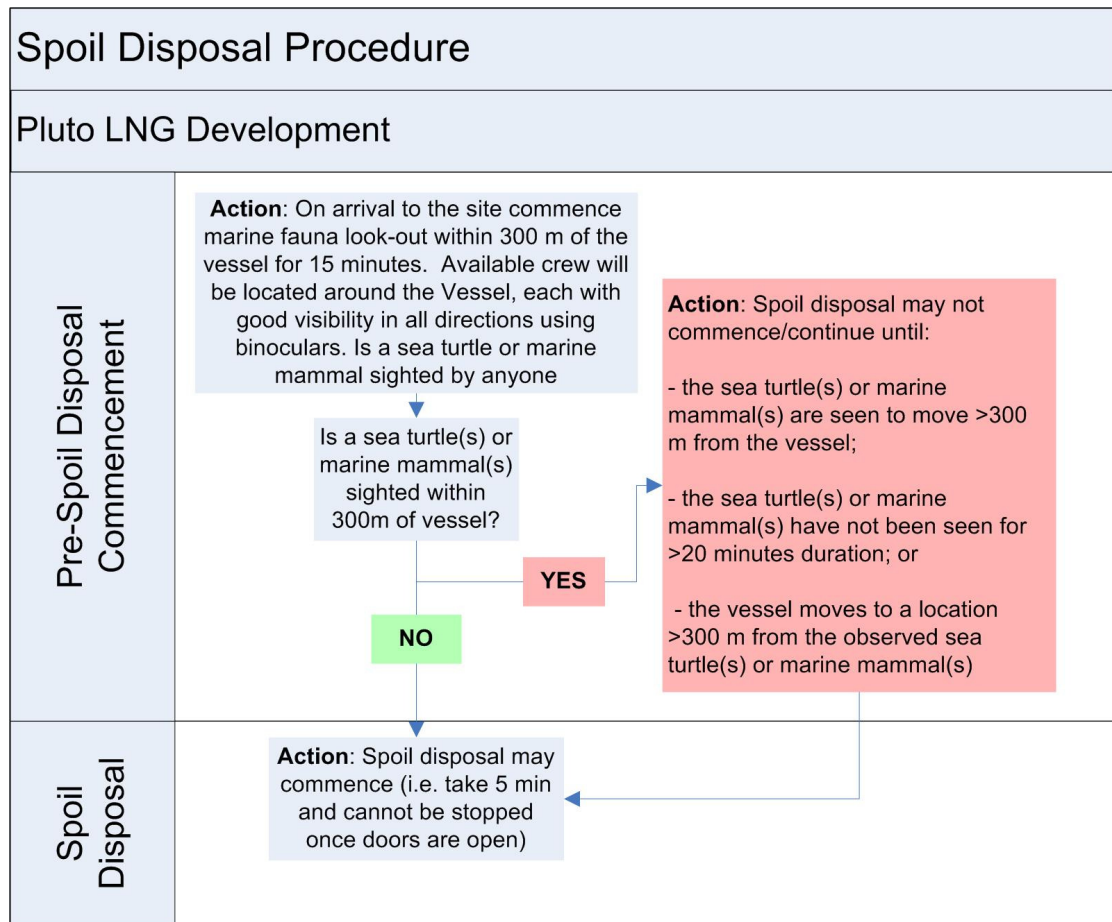 Spoil Disposal Procedure
Pluto LNG Development
Pre-Spoil Disposal
Commencement
Action: On arrival to the site commence
marine fauna look-out within 300 m of the
vessel for 15 minutes.  Available crew will
be located around the Vessel, each with
good visibility in all directions using
binoculars. Is a sea turtle or marine
mammal sighted by anyone
Is a sea turtle(s) or
marine mammal(s)
sighted within
300m of vessel?
YES
NO
Action: Spoil disposal may not
commence/continue until:
- the sea turtle(s) or marine
mammal(s) are seen to move >300
m from the vessel;
- the sea turtle(s) or marine
mammal(s) have not been seen for
>20 minutes duration; or
- the vessel moves to a location
>300 m from the observed sea
turtle(s) or marine mammal(s)
Spoil
Disposal
Action: Spoil disposal may
commence (i.e. take 5 min
and cannot be stopped
once doors are open)